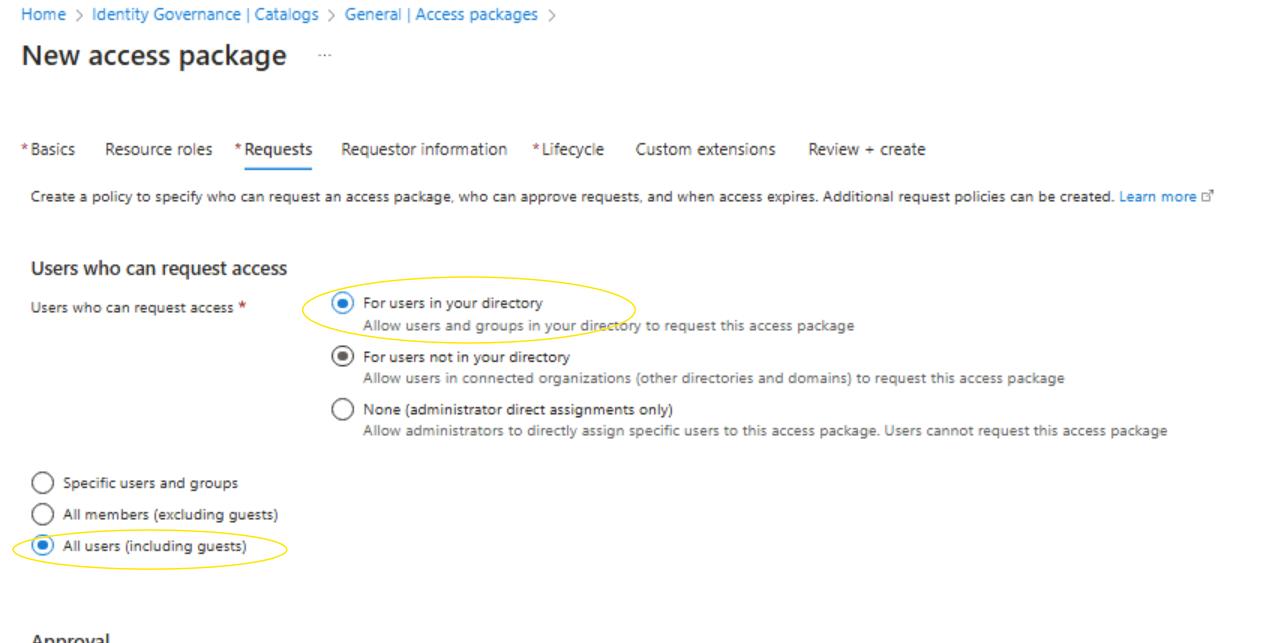 Home > Identity Governance | Catalogs > General | Access packages >
New access package ...
* Basics Resource roles * Requests Requestor information * Lifecycle Custom extensions Review + create
Create a policy to specify who can request an access package, who can approve requests, and when access expires. Additional request policies can be created. Learn more
Users who can request access
Users who can request access *
For users in your directory
Allow users and groups in your directory to request this access package
For users not in your directory
Allow users in connected organizations (other directories and domains) to request this access package
None (administrator direct assignments only)
Allow administrators to directly assign specific users to this access package. Users cannot request this access package
Specific users and groups
All members (excluding guests)
All users (including guests)
Approval